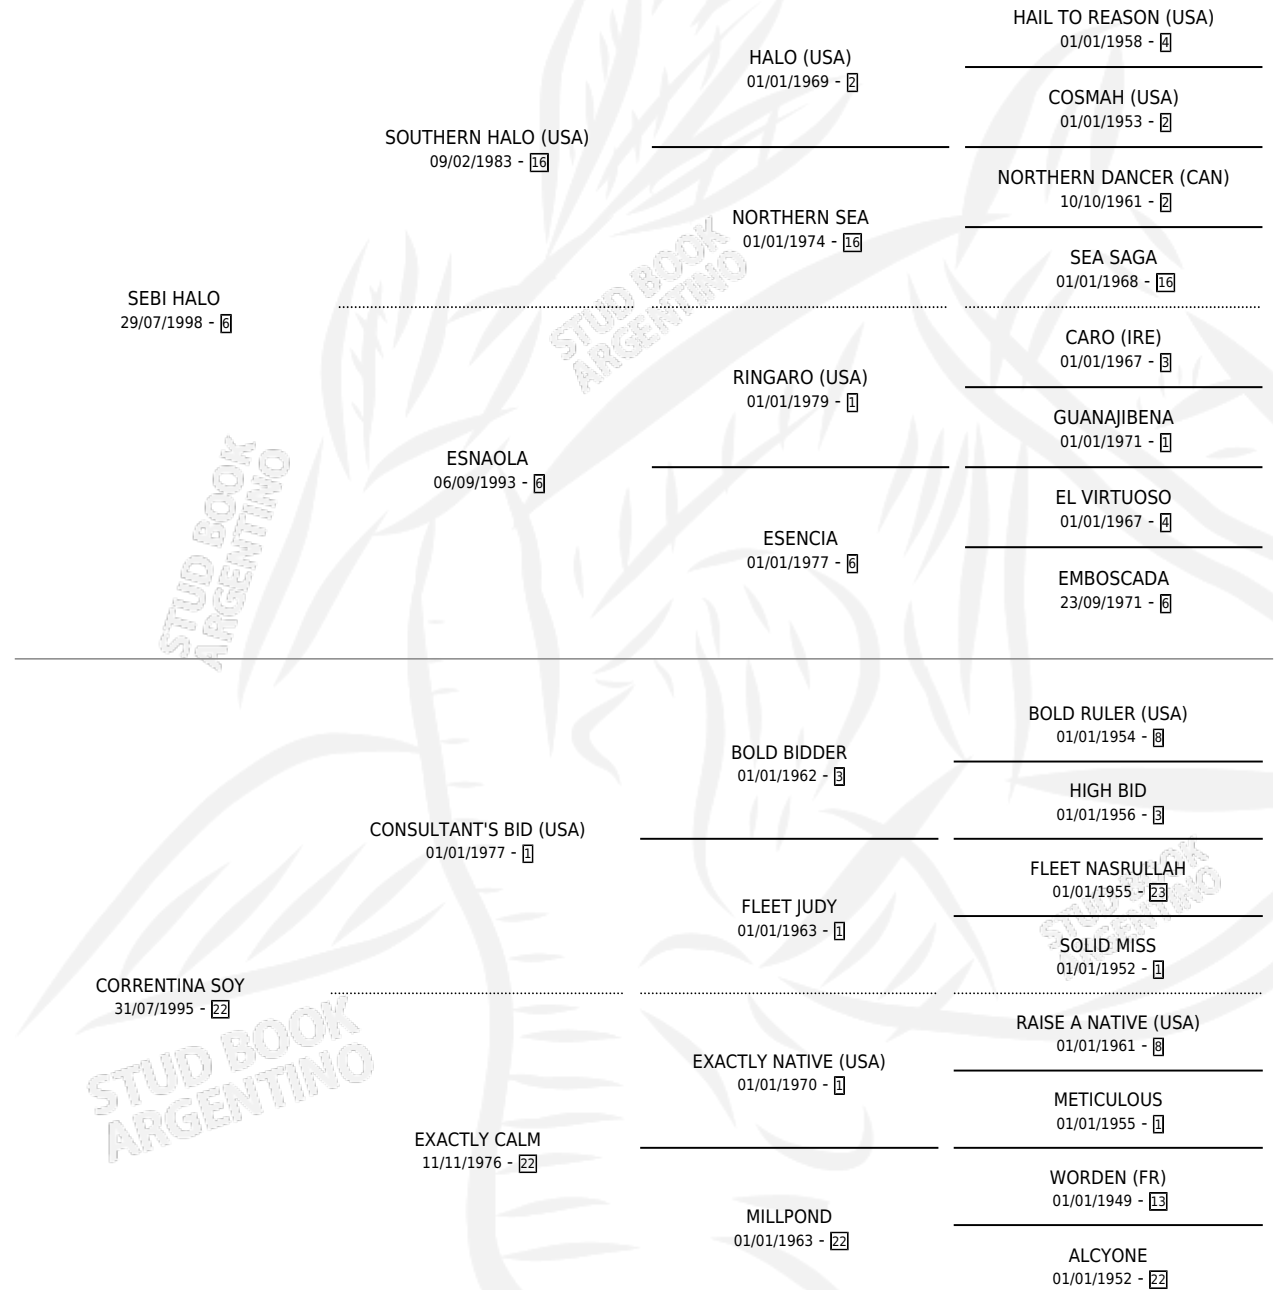 HAIL TO REASON (USA)
01/01/1958 - 4
HALO (USA)
01/01/1969 - 2
COSMAH (USA)
01/01/1953 - 2
SOUTHERN HALO (USA)
09/02/1983 - 16
NORTHERN DANCER (CAN)
10/10/1961 - 2
NORTHERN SEA
01/01/1974 - 16
SEA SAGA
01/01/1968 - 16
SEBI HALO
29/07/1998 - 6
STUD BOOK
ARGENTINO
CARO (IRE)
01/01/1967 - 3
RINGARO (USA)
01/01/1979 - 1
GUANAJIBENA
01/01/1971 - 1
ESNAOLA
06/09/1993 - 6
EL VIRTUOSO
01/01/1967 - 4
ESENCIA
01/01/1977 - 6
EMBOSCADA
23/09/1971 - 6
STUD BOOK
ARGENTINO
BOLD RULER (USA)
01/01/1954 - 8
BOLD BIDDER
01/01/1962 - 3
HIGH BID
01/01/1956 - 3
CONSULTANT'S BID (USA)
01/01/1977 - 1
FLEET NASRULLAH
01/01/1955 - 23
FLEET JUDY
01/01/1963 - 1
SOLID MISS
01/01/1952 - 1
STUD BOOK
ARGENTINO
CORRENTINA SOY
31/07/1995 - 22
STUD BOOK
ARGENTINO
RAISE A NATIVE (USA)
01/01/1961 - 8
EXACTLY NATIVE (USA)
01/01/1970 - 1
METICULOUS
01/01/1955 - 1
EXACTLY CALM
11/11/1976 - 22
WORDEN (FR)
01/01/1949 - 13
MILLPOND
01/01/1963 - 22
ALCYONE
01/01/1952 - 22